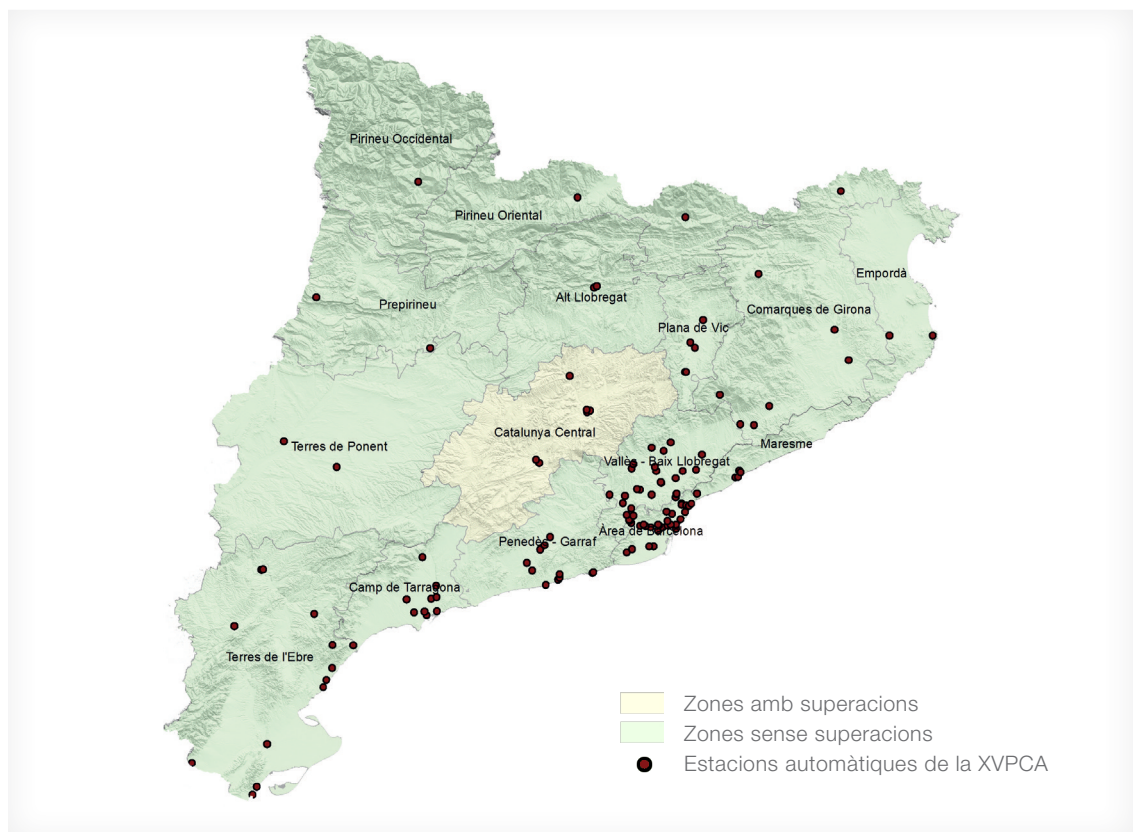 Pirineu Occidental
Pirineu Oriental
Empordà
Alt Llobregat
Prepirineu
Comarques de Girona
Plana de Vic
Catalunya Central
Maresme
Terres de Ponent
Vallès - Baix Llobregat
Àrea de Barcelona
Penedès - Garraf
Camp de Tarragona
Terres de l'Ebre
Zones amb superacions
Zones sense superacions
Estacions automàtiques de la XVPCA